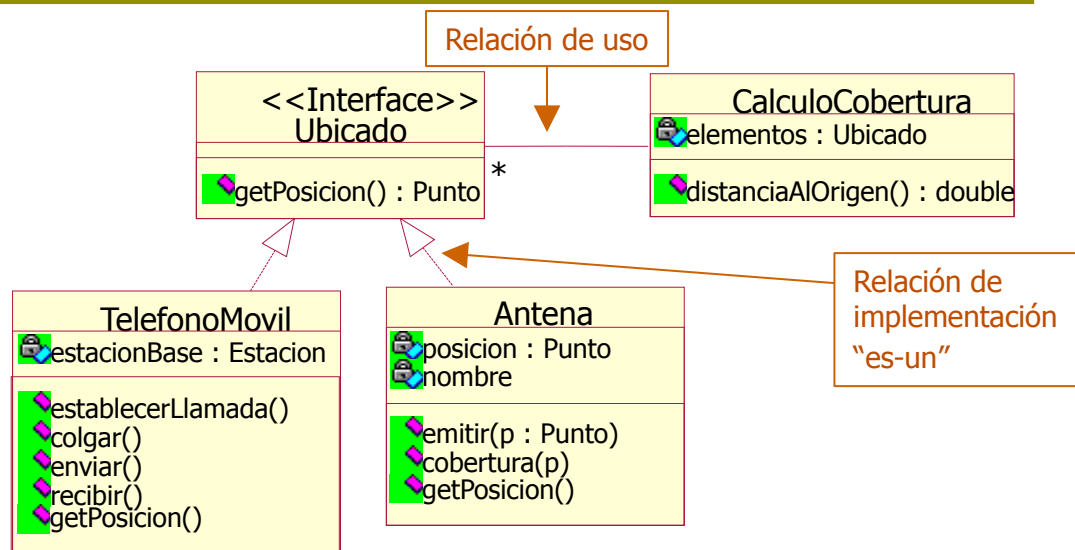 Relación de uso
<<Interface>>
Ubicado
getPosicion() : Punto
*
CalculoCobertura
elementos : Ubicado
distanciaAlOrigen() : double
Relación de
implementación
“es-un”
TelefonoMovil
estacionBase : Estacion
establecerLlamada()
colgar()
enviar()
recibir()
getPosicion()
Antena
posicion : Punto
nombre
emitir(p : Punto)
cobertura(p)
getPosicion()